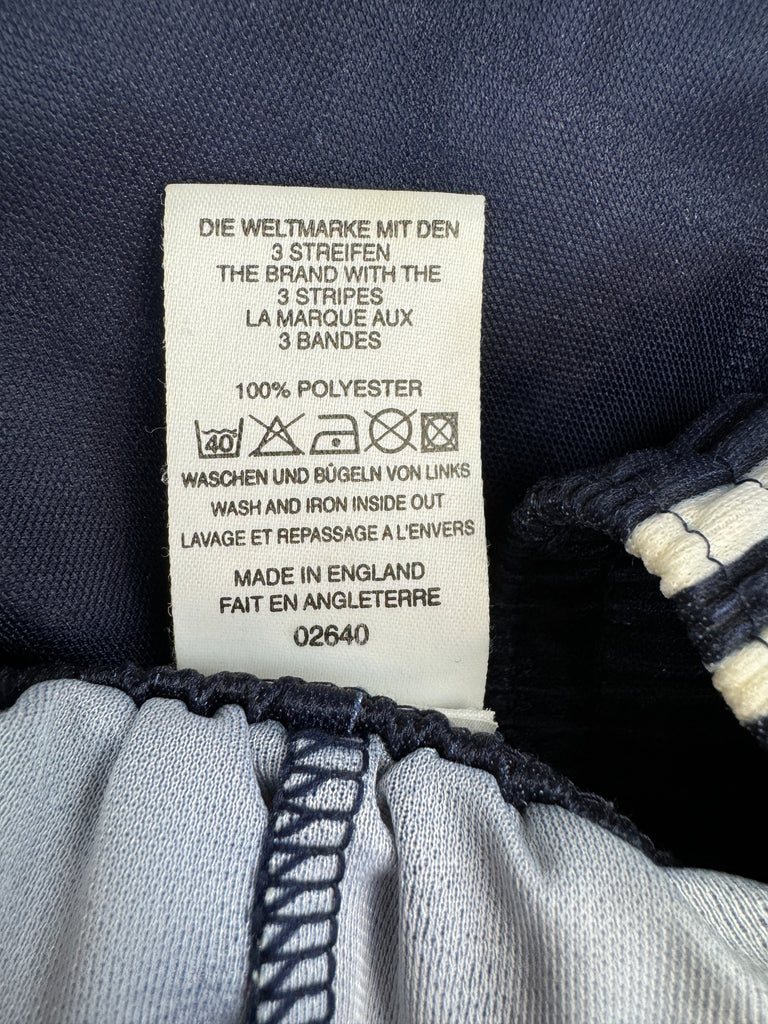 DIE WELTMARKE MIT DEN
3 STREIFEN
THE BRAND WITH THE
3 STRIPES
LA MARQUE AUX
3 BANDES
100% POLYESTER
40
WASCHEN UND BÛGELN VON LINKS
WASH AND IRON INSIDE OUT
LAVAGE ET REPASSAGE A L'ENVERS
MADE IN ENGLAND
FAIT EN ANGLETERRE
02640